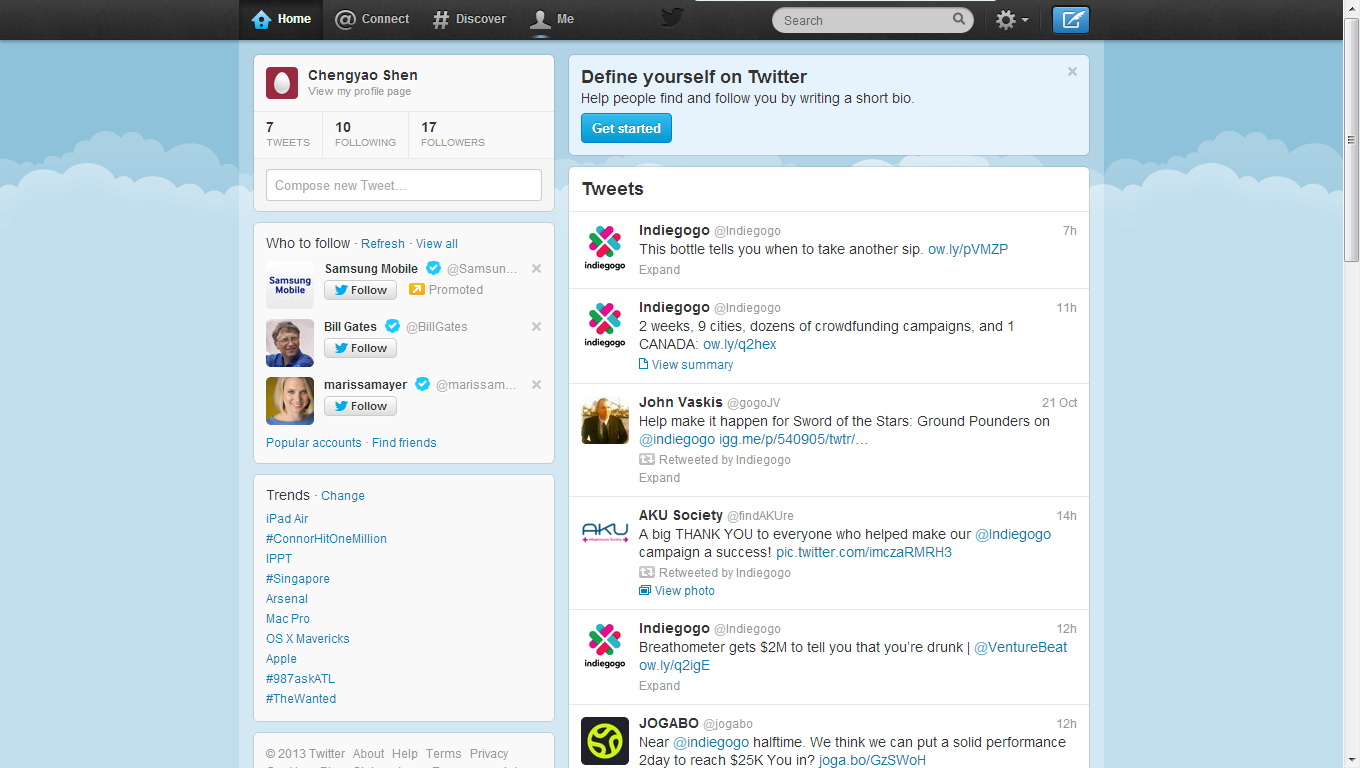 Home
Connect
Discover
Me
Search
Chengyao Shen
View my profile page
7
TWEETS
10
FOLLOWING
17
FOLLOWERS
Compose new Tweet...
Who to follow · Refresh · View all
Samsung Mobile @Samsun...
Samsung
Mobile
Follow
Promoted
Bill Gates @BillGates
Follow
marissamayer @marissam...
Follow
Popular accounts · Find friends
Trends · Change
iPad Air
#ConnorHitOneMillion
IPPT
#Singapore
Arsenal
Mac Pro
OS X Mavericks
Apple
#987askATL
#TheWanted
© 2013 Twitter About Help Terms Privacy
Define yourself on Twitter
Help people find and follow you by writing a short bio.
Get started
Tweets
indiegogo
Indiegogo @Indiegogo 7h
This bottle tells you when to take another sip. ow.ly/pVMZP
Expand
indiegogo
Indiegogo @Indiegogo 11h
2 weeks, 9 cities, dozens of crowdfunding campaigns, and 1
CANADA: ow.ly/q2hex
View summary
John Vaskis @gogoJV 21 Oct
Help make it happen for Sword of the Stars: Ground Pounders on
@indiegogo igg.me/p/540905/twtr/…
Retweeted by Indiegogo
Expand
AKU
AKU Society @findAKUre 14h
A big THANK YOU to everyone who helped make our @Indiegogo
campaign a success! pic.twitter.com/imczaRMRH3
Retweeted by Indiegogo
View photo
indiegogo
Indiegogo @Indiegogo 12h
Breathometer gets $2M to tell you that you're drunk | @VentureBeat
ow.ly/q2igE
Expand
JOGABO @jogabo 12h
Near @indiegogo halftime. We think we can put a solid performance
2day to reach $25K You in? joga.bo/GzSWoH